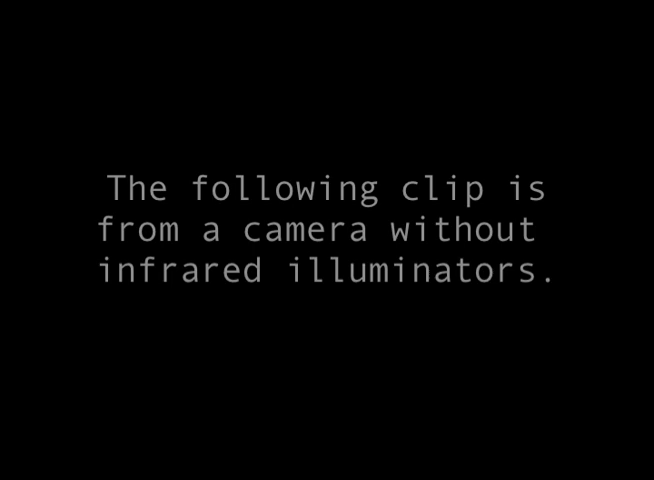 The following clip is
from a camera without
infrared illuminators.